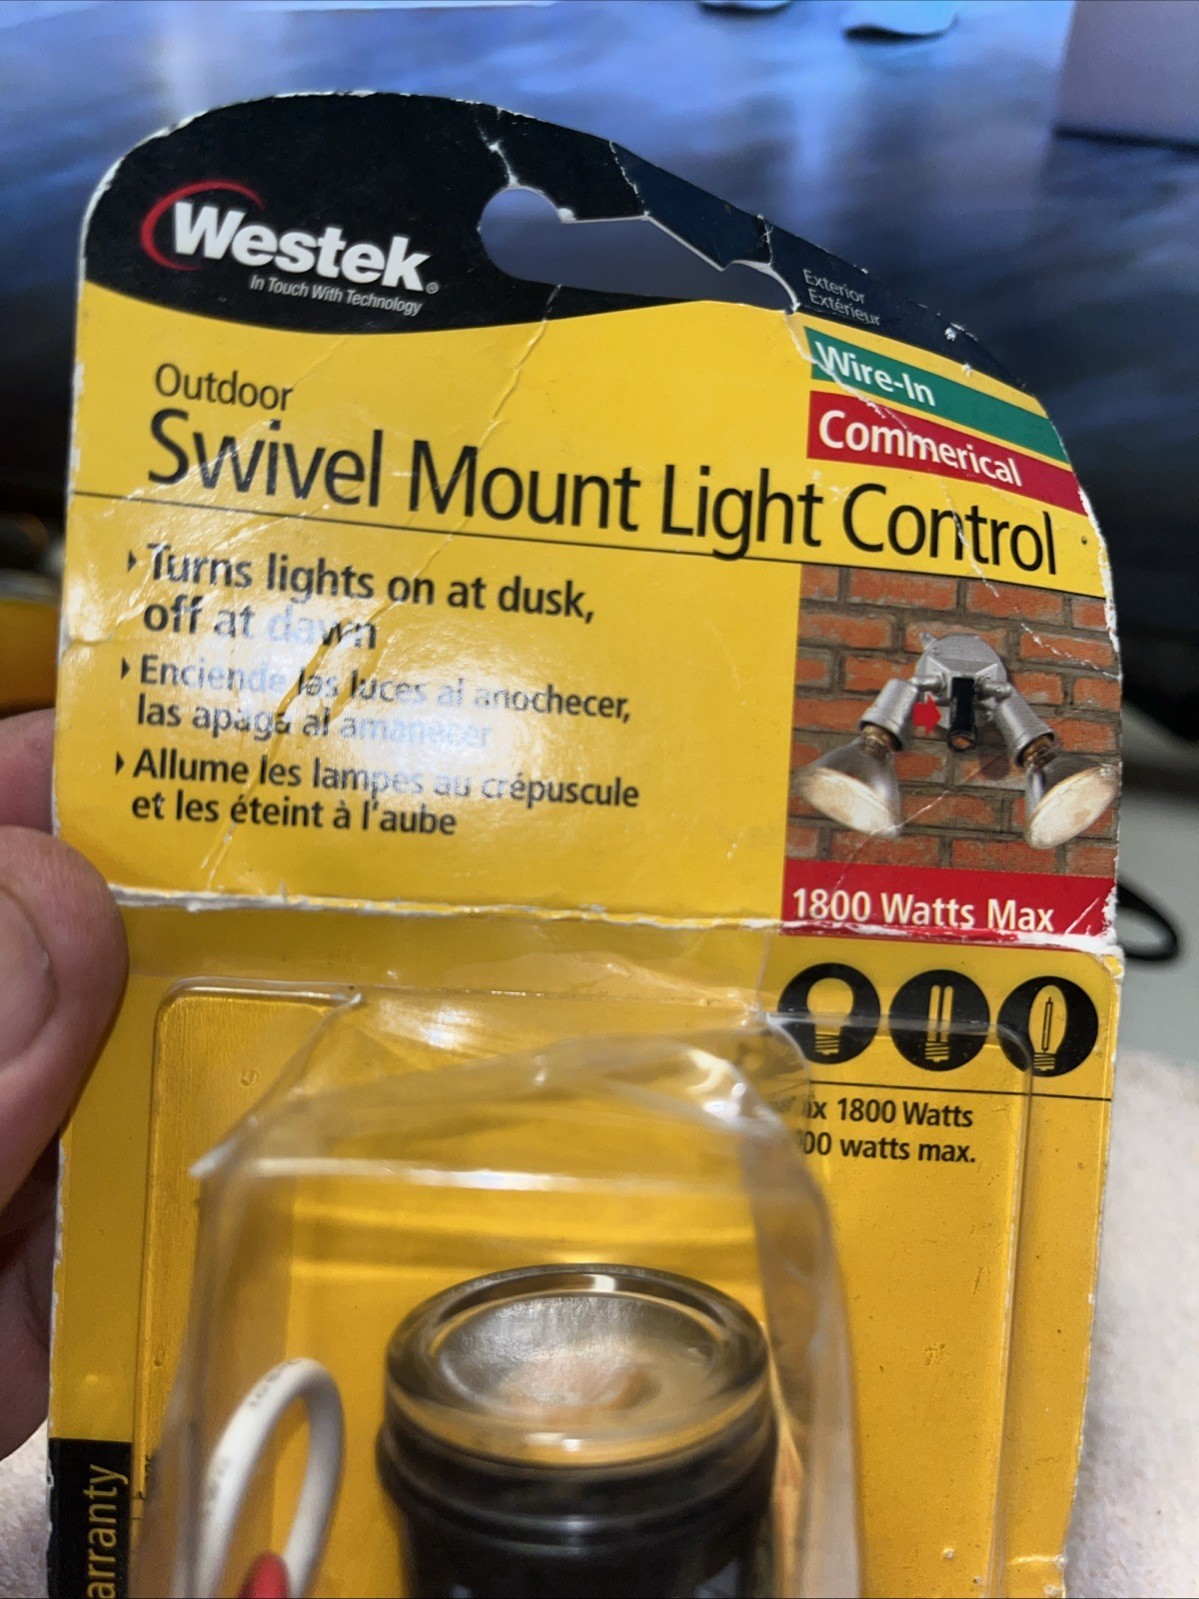 Westek®
In Touch With Technology
Exterior
Extérieur
Wire-In
Commerical
Outdoor
Swivel Mount Light Control
Turns lights on at dusk,
off at dawn
Enciende las luces al anochecer,
las apaga al amanecer
Allume les lampes au crépuscule
et les éteint à l'aube
1800 Watts Max
1800 Watts
watts max.